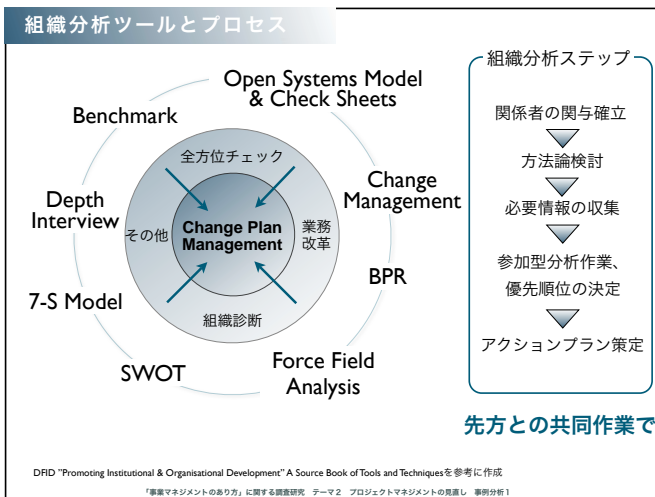 組織分析ツールとプロセス
Open Systems Model
& Check Sheets
Benchmark
Depth
Interview
7-S Model
SWOT
Force Field
Analysis
BPR
Change
Management
全方位チェック
その他
Change Plan
Management
業務
改革
組織診断
組織分析ステップ
関係者の関与確立
方法論検討
必要情報の収集
参加型分析作業、
優先順位の決定
アクションプラン策定
先方との共同作業で
DFID "Promoting Institutional & Organisational Development" A Source Book of Tools and Techniquesを参考に作成
「事業マネジメントのあり方」に関する調査研究 テーマ2 プロジェクトマネジメントの見直し 事例分析1